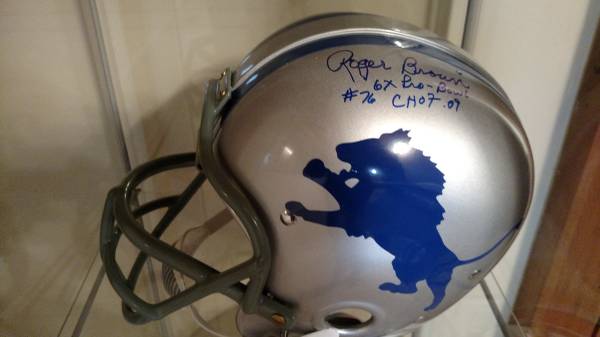 Roger Brown
6x Pro-Bowl
#76 CHOF. 09